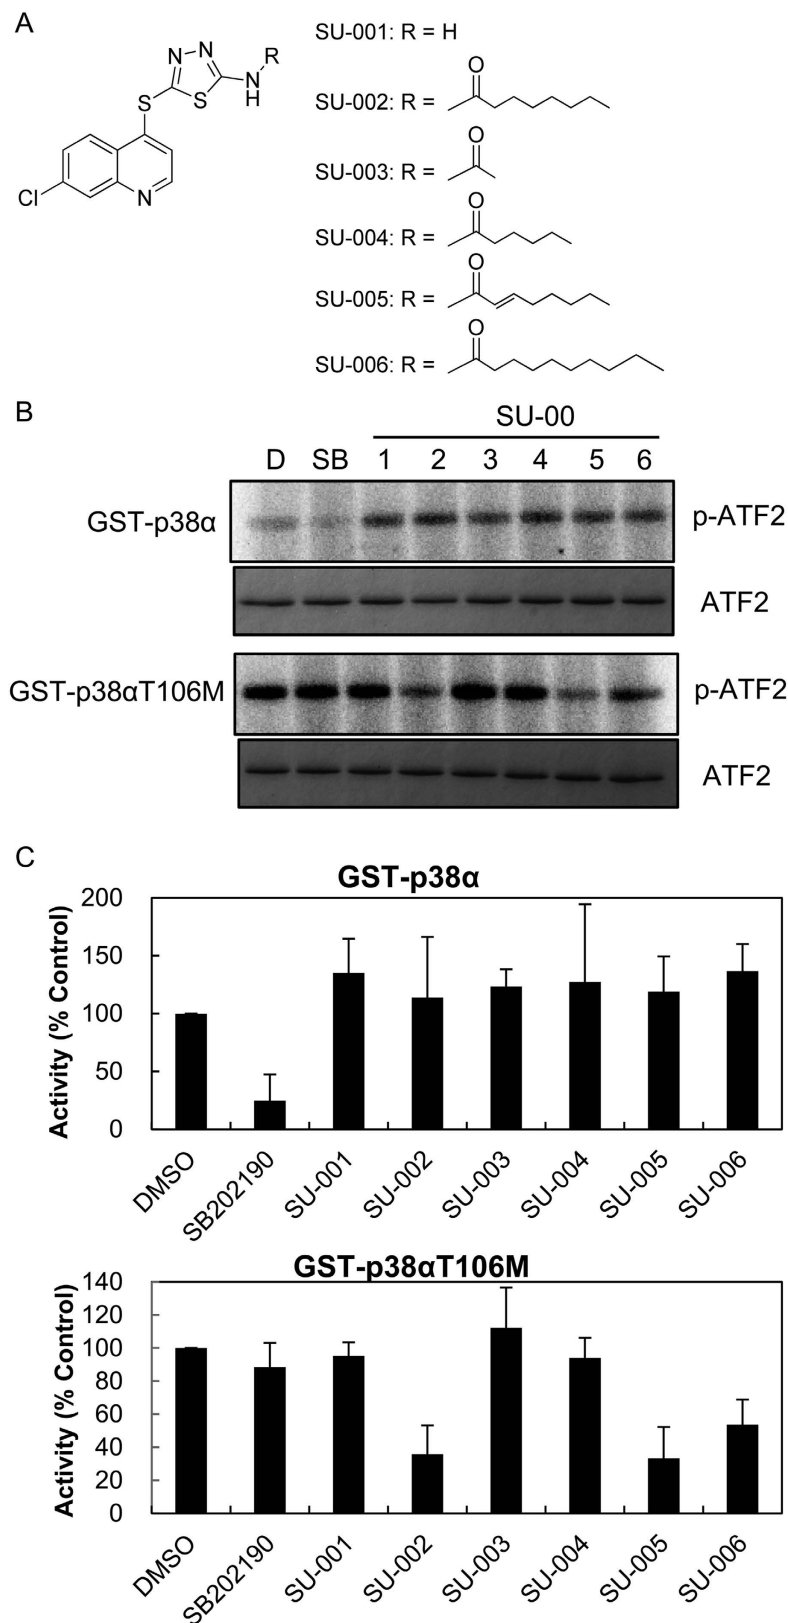 A
N N
R
S
S
N
H
Cl
N
SU-001: R = H
O
SU-002: R =
O
SU-003: R =
O
SU-004: R =
O
SU-005: R =
O
SU-006: R =
B
SU-00
D SB 1 2 3 4 5 6
GST-p38α p-ATF2
ATF2
GST-p38αT106M p-ATF2
ATF2
C
GST-p38α
Activity (% Control)
200
150
100
50
0
DMSO SB202190 SU-001 SU-002 SU-003 SU-004 SU-005 SU-006
GST-p38αT106M
Activity (% Control)
140
120
100
80
60
40
20
0
DMSO SB202190 SU-001 SU-002 SU-003 SU-004 SU-005 SU-006